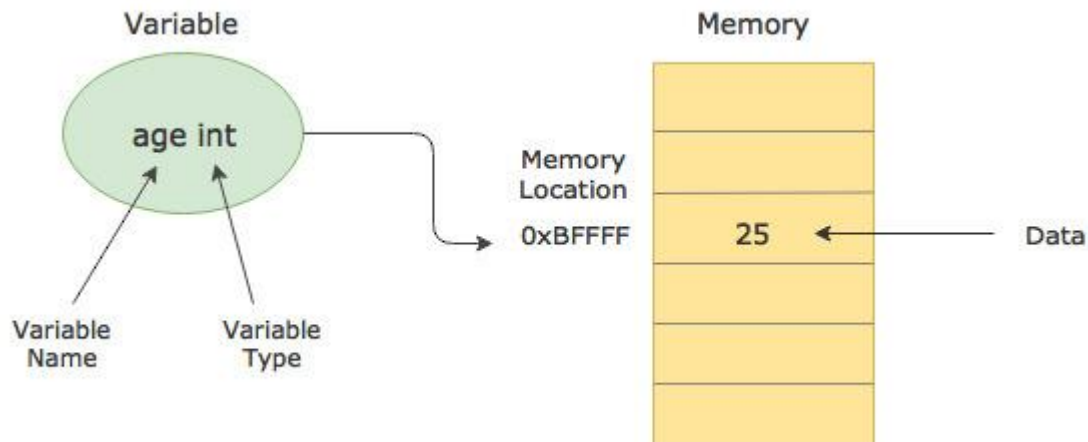 Variable
Memory
age int
Memory
Location
0xBFFFF
25
Data
Variable
Name
Variable
Type